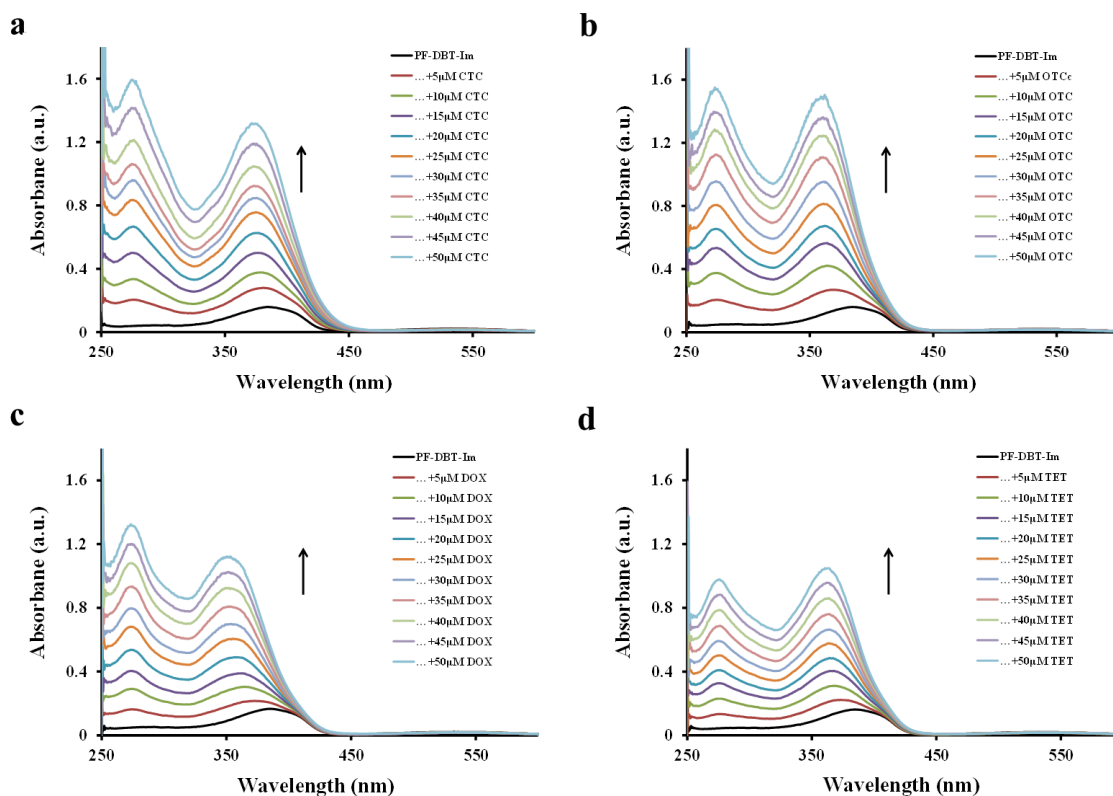 a
PF-DBT-Im
…+5µM CTC
…+10µM CTC
…+15µM CTC
…+20µM CTC
…+25µM CTC
…+30µM CTC
…+35µM CTC
…+40µM CTC
…+45µM CTC
…+50µM CTC
1.6
1.2
0.8
0.4
0
Absorbane (a.u.)
250 350 450 550
Wavelength (nm)
b
PF-DBT-Im
…+5µM OTCc
…+10µM OTC
…+15µM OTC
…+20µM OTC
…+25µM OTC
…+30µM OTC
…+35µM OTC
…+40µM OTC
…+45µM OTC
…+50µM OTC
1.6
1.2
0.8
0.4
0
Absorbane (a.u.)
250 350 450 550
Wavelength (nm)
c
PF-DBT-Im
…+5µM DOX
…+10µM DOX
…+15µM DOX
…+20µM DOX
…+25µM DOX
…+30µM DOX
…+35µM DOX
…+40µM DOX
…+45µM DOX
…+50µM DOX
1.6
1.2
0.8
0.4
0
Absorbane (a.u.)
250 350 450 550
Wavelength (nm)
d
PF-DBT-Im
…+5µM TET
…+10µM TET
…+15µM TET
…+20µM TET
…+25µM TET
…+30µM TET
…+35µM TET
…+40µM TET
…+45µM TET
…+50µM TET
1.6
1.2
0.8
0.4
0
Absorbane (a.u.)
250 350 450 550
Wavelength (nm)